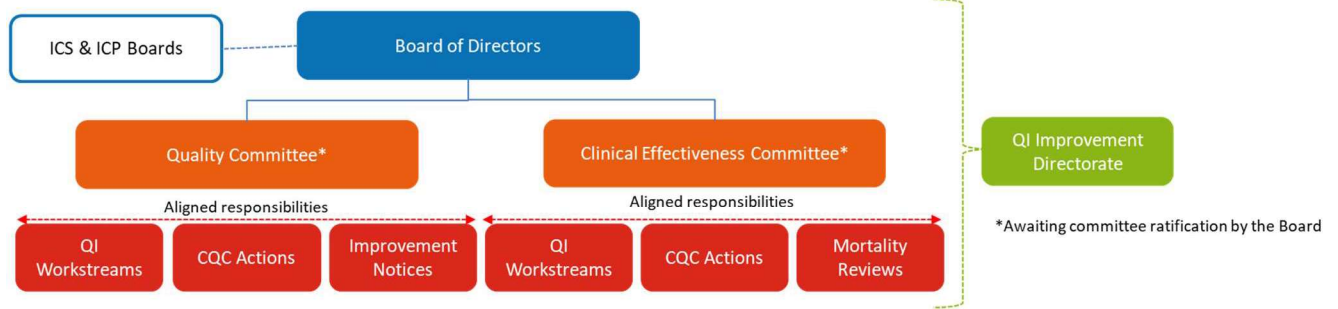 ICS & ICP Boards
Board of Directors
Quality Committee*
Clinical Effectiveness Committee*
QI Improvement
Directorate
Aligned responsibilities
Aligned responsibilities
*Awaiting committee ratification by the Board
QI
Workstreams
CQC Actions
Improvement
Notices
QI
Workstreams
CQC Actions
Mortality
Reviews